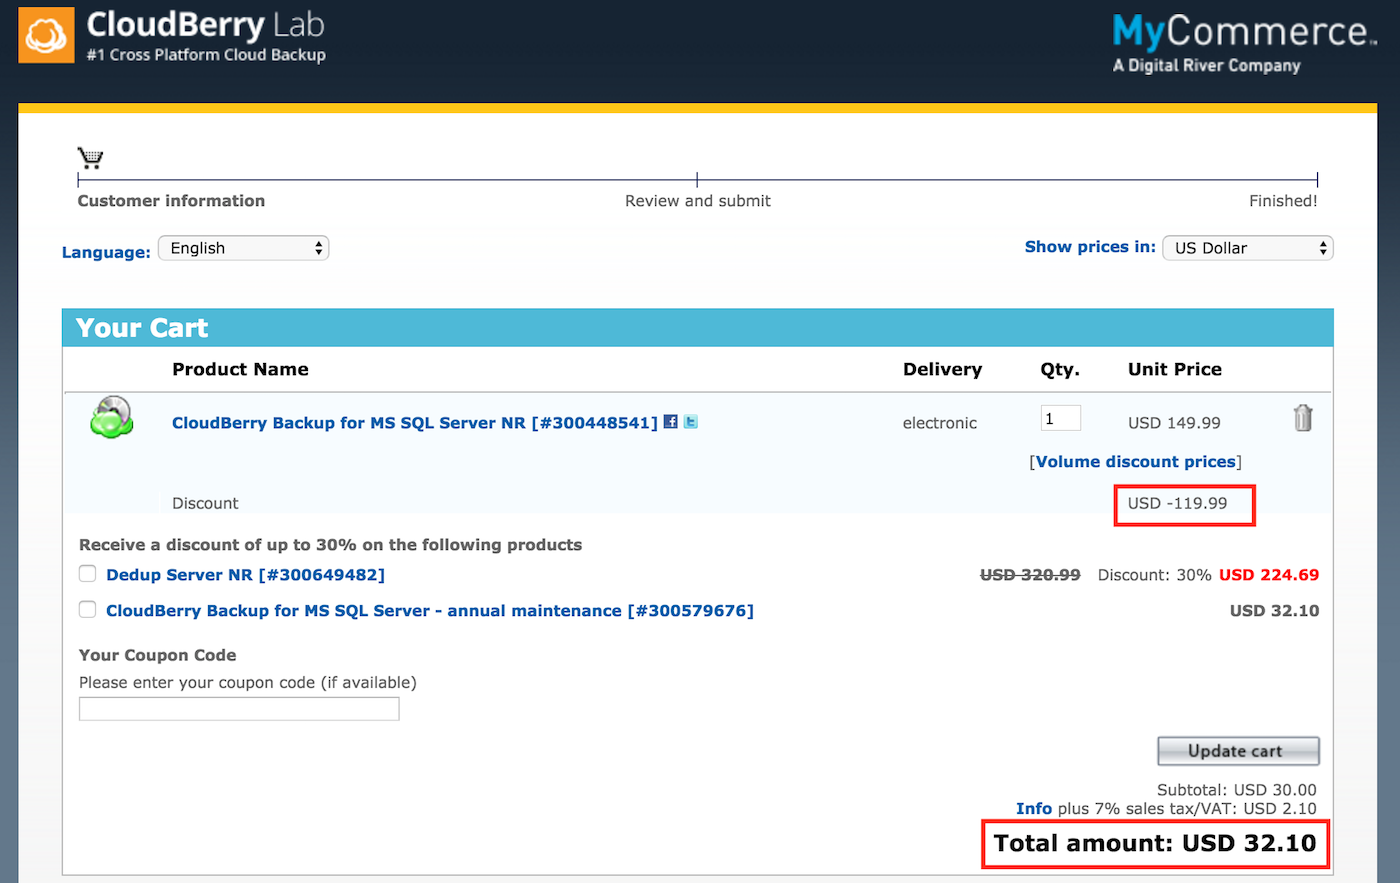 CloudBerry Lab
#1 Cross Platform Cloud Backup
MyCommerce™
A Digital River Company
Customer information
Review and submit
Finished!
Language: English
Show prices in: US Dollar
Your Cart
Product Name Delivery Qty. Unit Price
CloudBerry Backup for MS SQL Server NR [#300448541] electronic 1 USD 149.99
[Volume discount prices]
Discount USD -119.99
Receive a discount of up to 30% on the following products
Dedup Server NR [#300649482] USD 320.99 Discount: 30% USD 224.69
CloudBerry Backup for MS SQL Server - annual maintenance [#300579676] USD 32.10
Your Coupon Code
Please enter your coupon code (if available)
Update cart
Subtotal: USD 30.00
Info plus 7% sales tax/VAT: USD 2.10
Total amount: USD 32.10